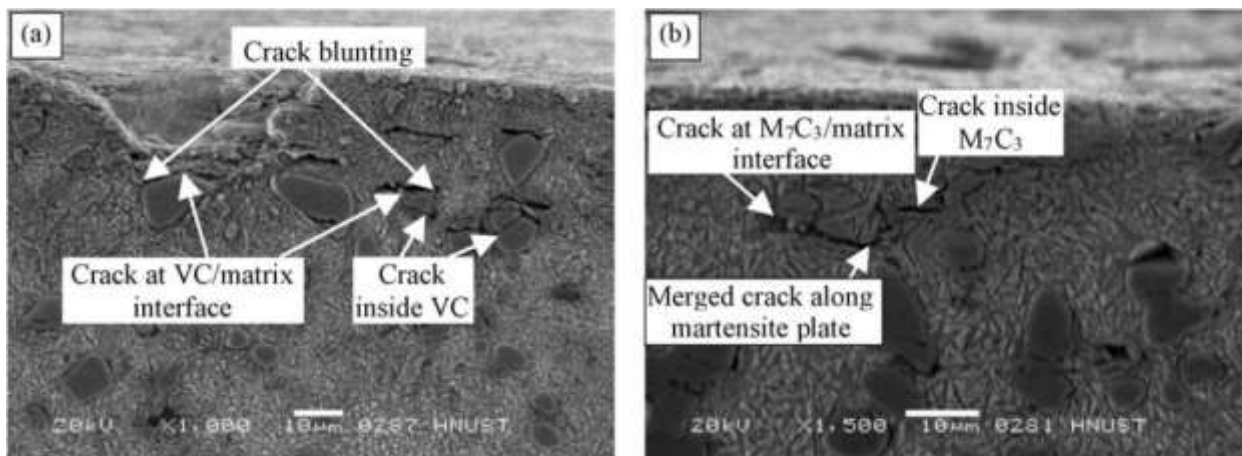 (a)
Crack blunting
Crack at VC/matrix
interface
Crack
inside VC
20kV X1,000 10μm 0287 HNUST
(b)
Crack at M₇C₃/matrix
interface
Crack inside
M₇C₃
Merged crack along
martensite plate
20kV X1,500 10μm 0281 HNUST